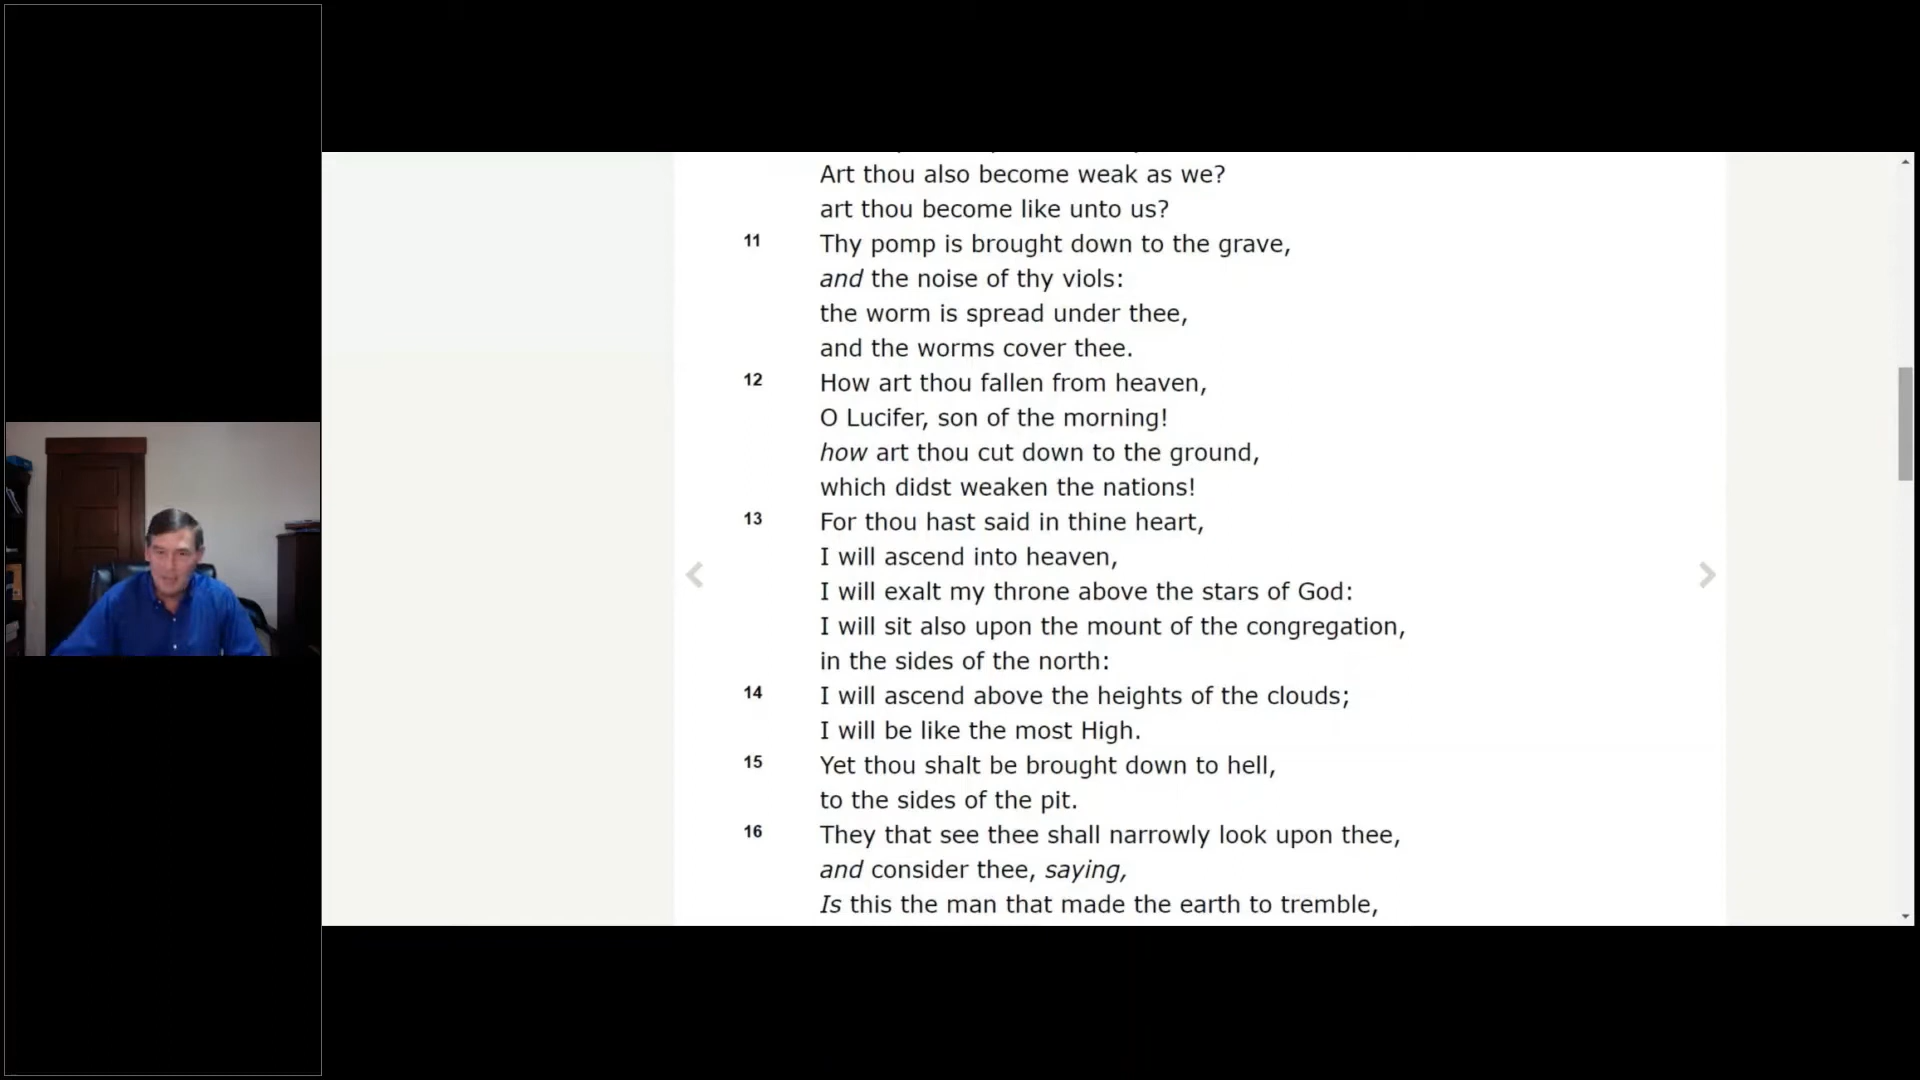 Art thou also become weak as we?
art thou become like unto us?
11 Thy pomp is brought down to the grave,
and the noise of thy viols:
the worm is spread under thee,
and the worms cover thee.
12 How art thou fallen from heaven,
O Lucifer, son of the morning!
how art thou cut down to the ground,
which didst weaken the nations!
13 For thou hast said in thine heart,
I will ascend into heaven,
I will exalt my throne above the stars of God:
I will sit also upon the mount of the congregation,
in the sides of the north:
14 I will ascend above the heights of the clouds;
I will be like the most High.
15 Yet thou shalt be brought down to hell,
to the sides of the pit.
16 They that see thee shall narrowly look upon thee,
and consider thee, saying,
Is this the man that made the earth to tremble,